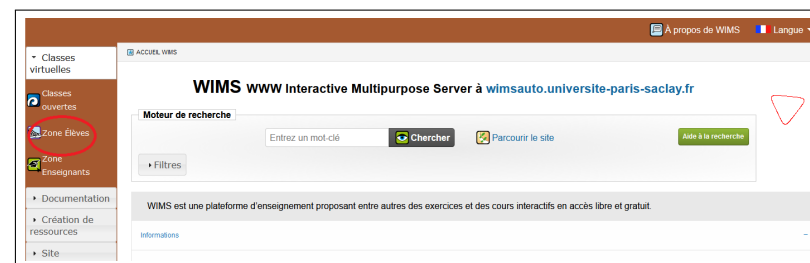 À propos de WIMS
Langue
Classes
virtuelles
ACCUEIL WIMS
Classes
ouvertes
Zone Élèves
Zone
Enseignants
Documentation
Création de
ressources
Site
WIMS WWW Interactive Multipurpose Server à wimsauto.universite-paris-saclay.fr
Moteur de recherche
Entrez un mot-clé
Chercher
Parcourir le site
Aide à la recherche
Filtres
WIMS est une plateforme d'enseignement proposant entre autres des exercices et des cours interactifs en accès libre et gratuit.
Informations